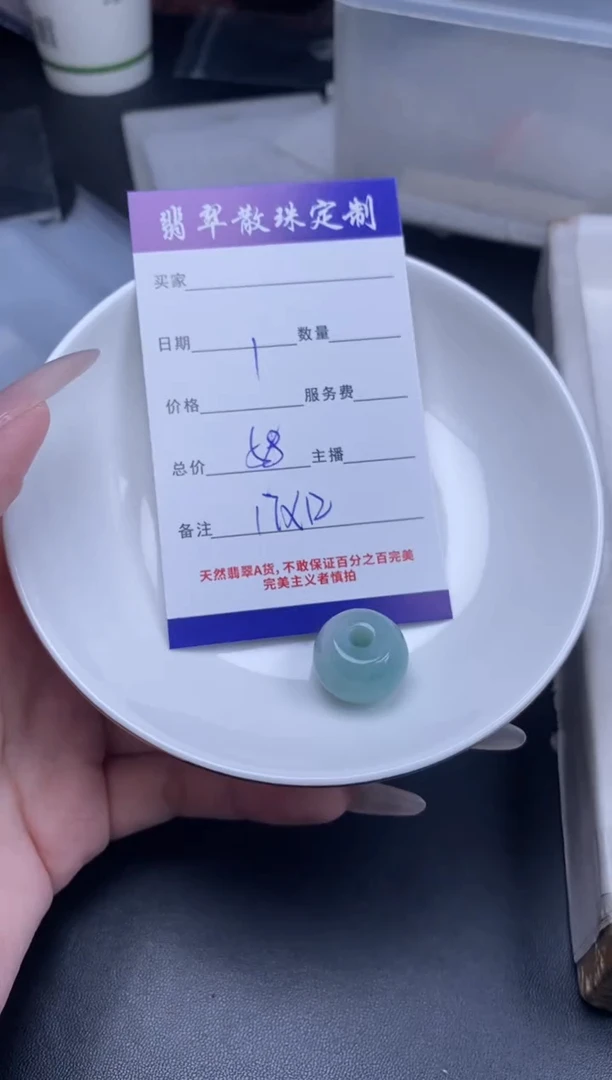 翡翠散珠定制
买家
日期 1 数量
价格 服务费
总价 68 主播
备注 17X12
天然翡翠A货,不敢保证百分之百完美
完美主义者慎拍